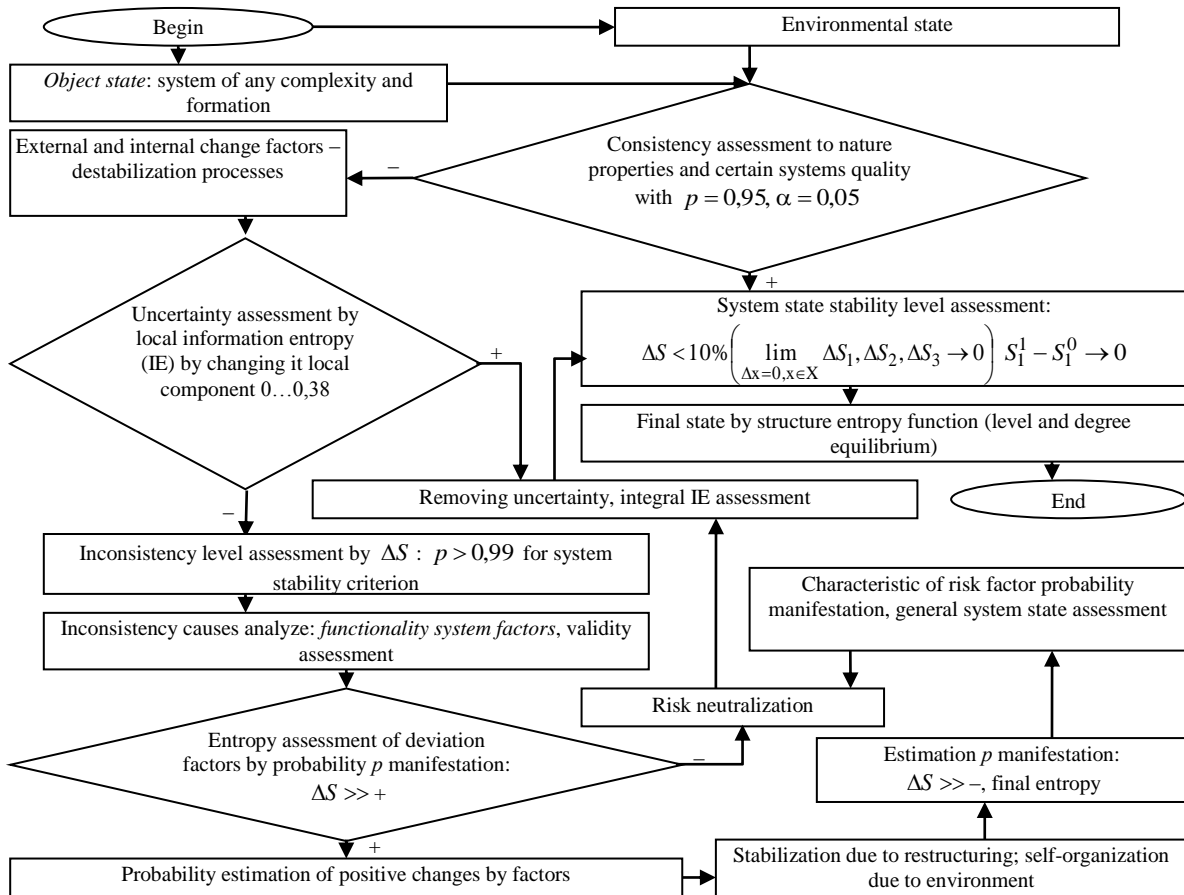 Begin
Environmental state
Object state: system of any complexity and
formation
External and internal change factors –
destabilization processes
–
Consistency assessment to nature
properties and certain systems quality
with p = 0,95, α = 0,05
+
Uncertainty assessment by
local information entropy
(IE) by changing it local
component 0…0,38
+
–
System state stability level assessment:
ΔS < 10% ( lim ΔS₁, ΔS₂, ΔS₃ → 0 ) S₁¹ – S₁⁰ → 0
Δx=0,x∈X
Final state by structure entropy function (level and degree
equilibrium)
End
Removing uncertainty, integral IE assessment
Inconsistency level assessment by ΔS : p > 0,99 for system
stability criterion
Inconsistency causes analyze: functionality system factors, validity
assessment
Characteristic of risk factor probability
manifestation, general system state assessment
Risk neutralization
Entropy assessment of deviation
factors by probability p manifestation:
ΔS >> +
–
+
Estimation p manifestation:
ΔS >> –, final entropy
Probability estimation of positive changes by factors
Stabilization due to restructuring; self-organization
due to environment